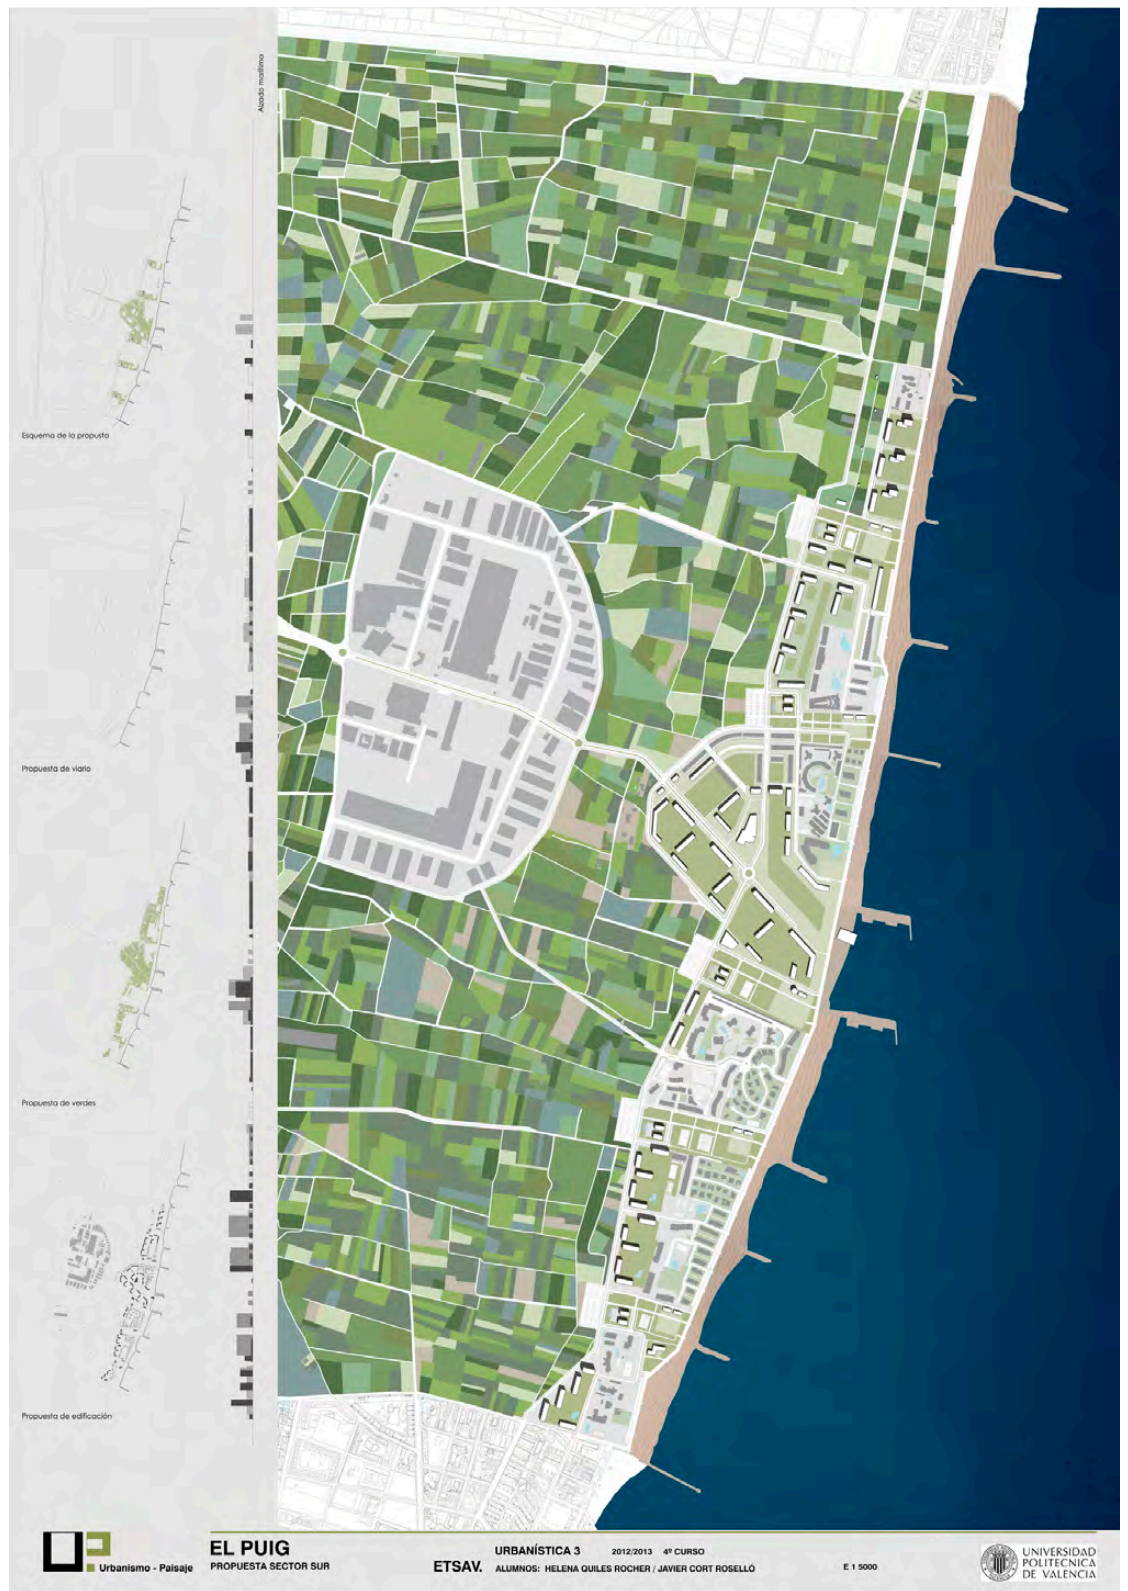 Alzado marítimo
Esquema de la propusta
Propuesta de viario
Propuesta de verdes
Propuesta de edificación
UP Urbanismo - Paisaje
EL PUIG
PROPUESTA SECTOR SUR
URBANÍSTICA 3 2012/2013 4º CURSO
ETSAV. ALUMNOS: HELENA QUILES ROCHER / JAVIER CORT ROSELLÓ
E 1 5000
UNIVERSIDAD
POLITECNICA
DE VALENCIA